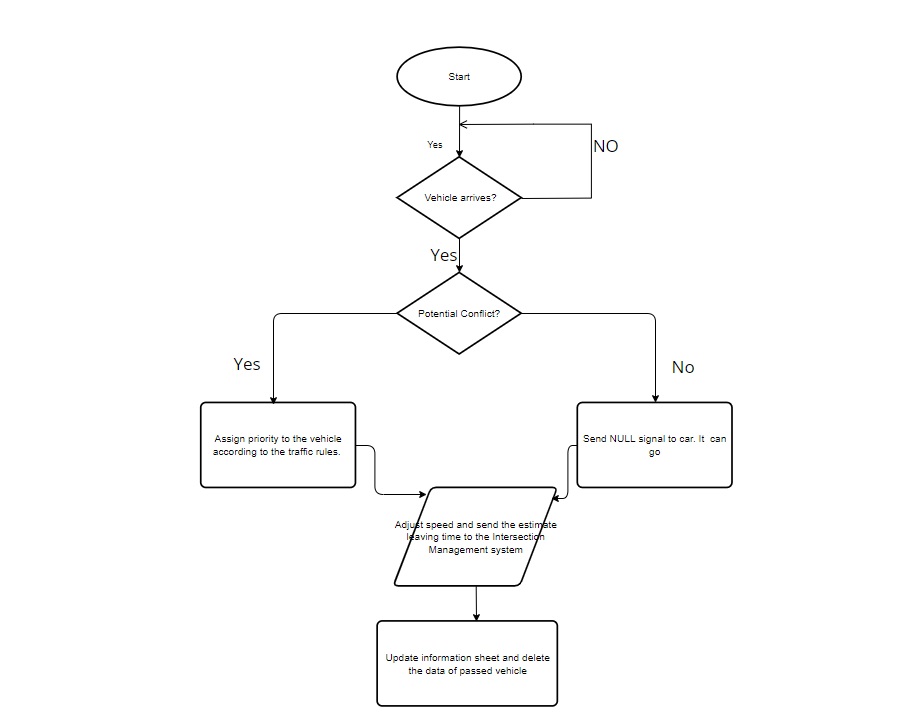 Start
Yes
NO
Vehicle arrives?
Yes
Potential Conflict?
Yes
No
Assign priority to the vehicle
according to the traffic rules.
Send NULL signal to car. It can
go
Adjust speed and send the estimate
leaving time to the Intersection
Management system
Update information sheet and delete
the data of passed vehicle